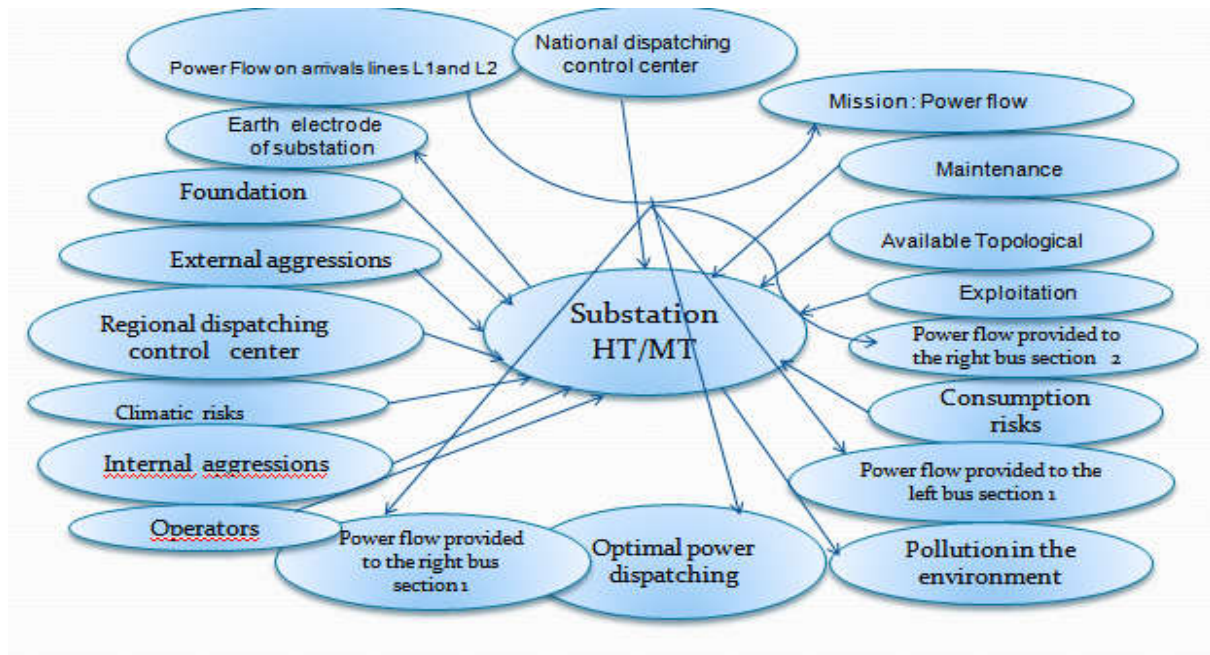 Power Flow on arrivals lines L1and L2
National dispatching
control center
Mission : Power flow
Earth electrode
of substation
Maintenance
Foundation
Available Topological
External aggressions
Exploitation
Substation
HT/MT
Regional dispatching
control center
Power flow provided to
the right bus section 2
Climatic risks
Consumption
risks
Internal aggressions
Power flow provided to the
left bus section 1
Operators
Power flow provided
to the right bus
section 1
Optimal power
dispatching
Pollution in the
environment